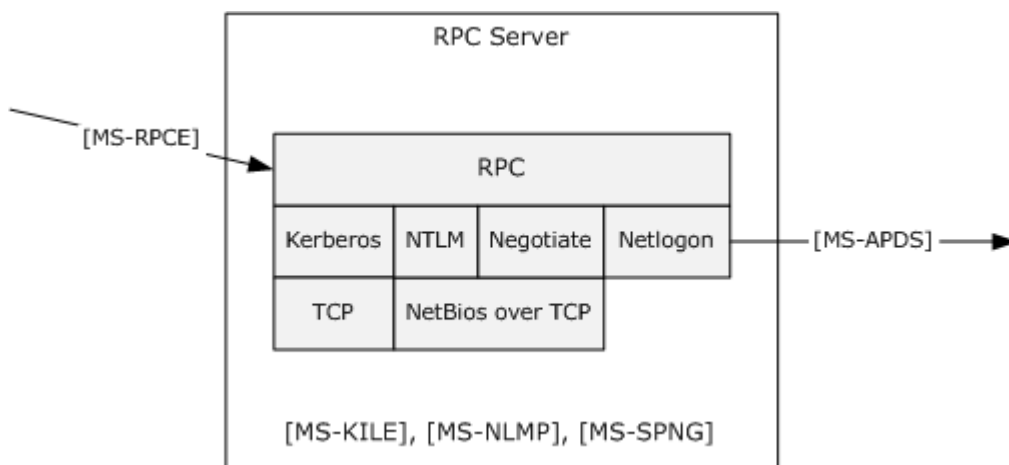 RPC Server
[MS-RPCE]
RPC
Kerberos NTLM Negotiate Netlogon
[MS-APDS]
TCP NetBios over TCP
[MS-KILE], [MS-NLMP], [MS-SPNG]